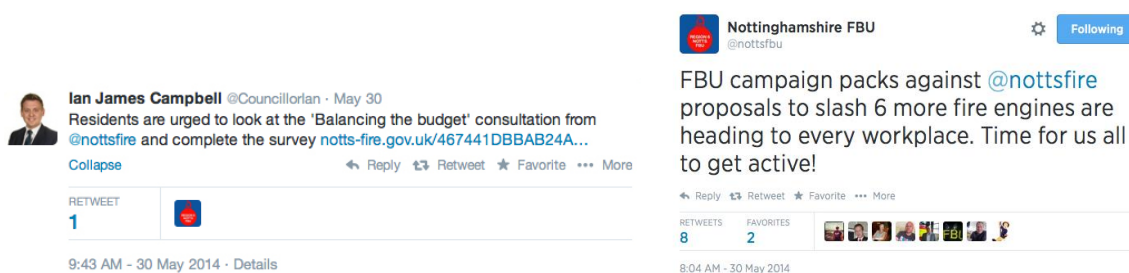 Ian James Campbell @CouncillorIan · May 30
Residents are urged to look at the 'Balancing the budget' consultation from
@nottsfire and complete the survey notts-fire.gov.uk/467441DBBAB24A...
Collapse
Reply Retweet Favorite ••• More
RETWEET
1
9:43 AM - 30 May 2014 · Details
Nottinghamshire FBU
@nottsfbu
Following
FBU campaign packs against @nottsfire
proposals to slash 6 more fire engines are
heading to every workplace. Time for us all
to get active!
Reply Retweet Favorite ••• More
RETWEETS FAVORITES
8 2
FBU
8:04 AM - 30 May 2014